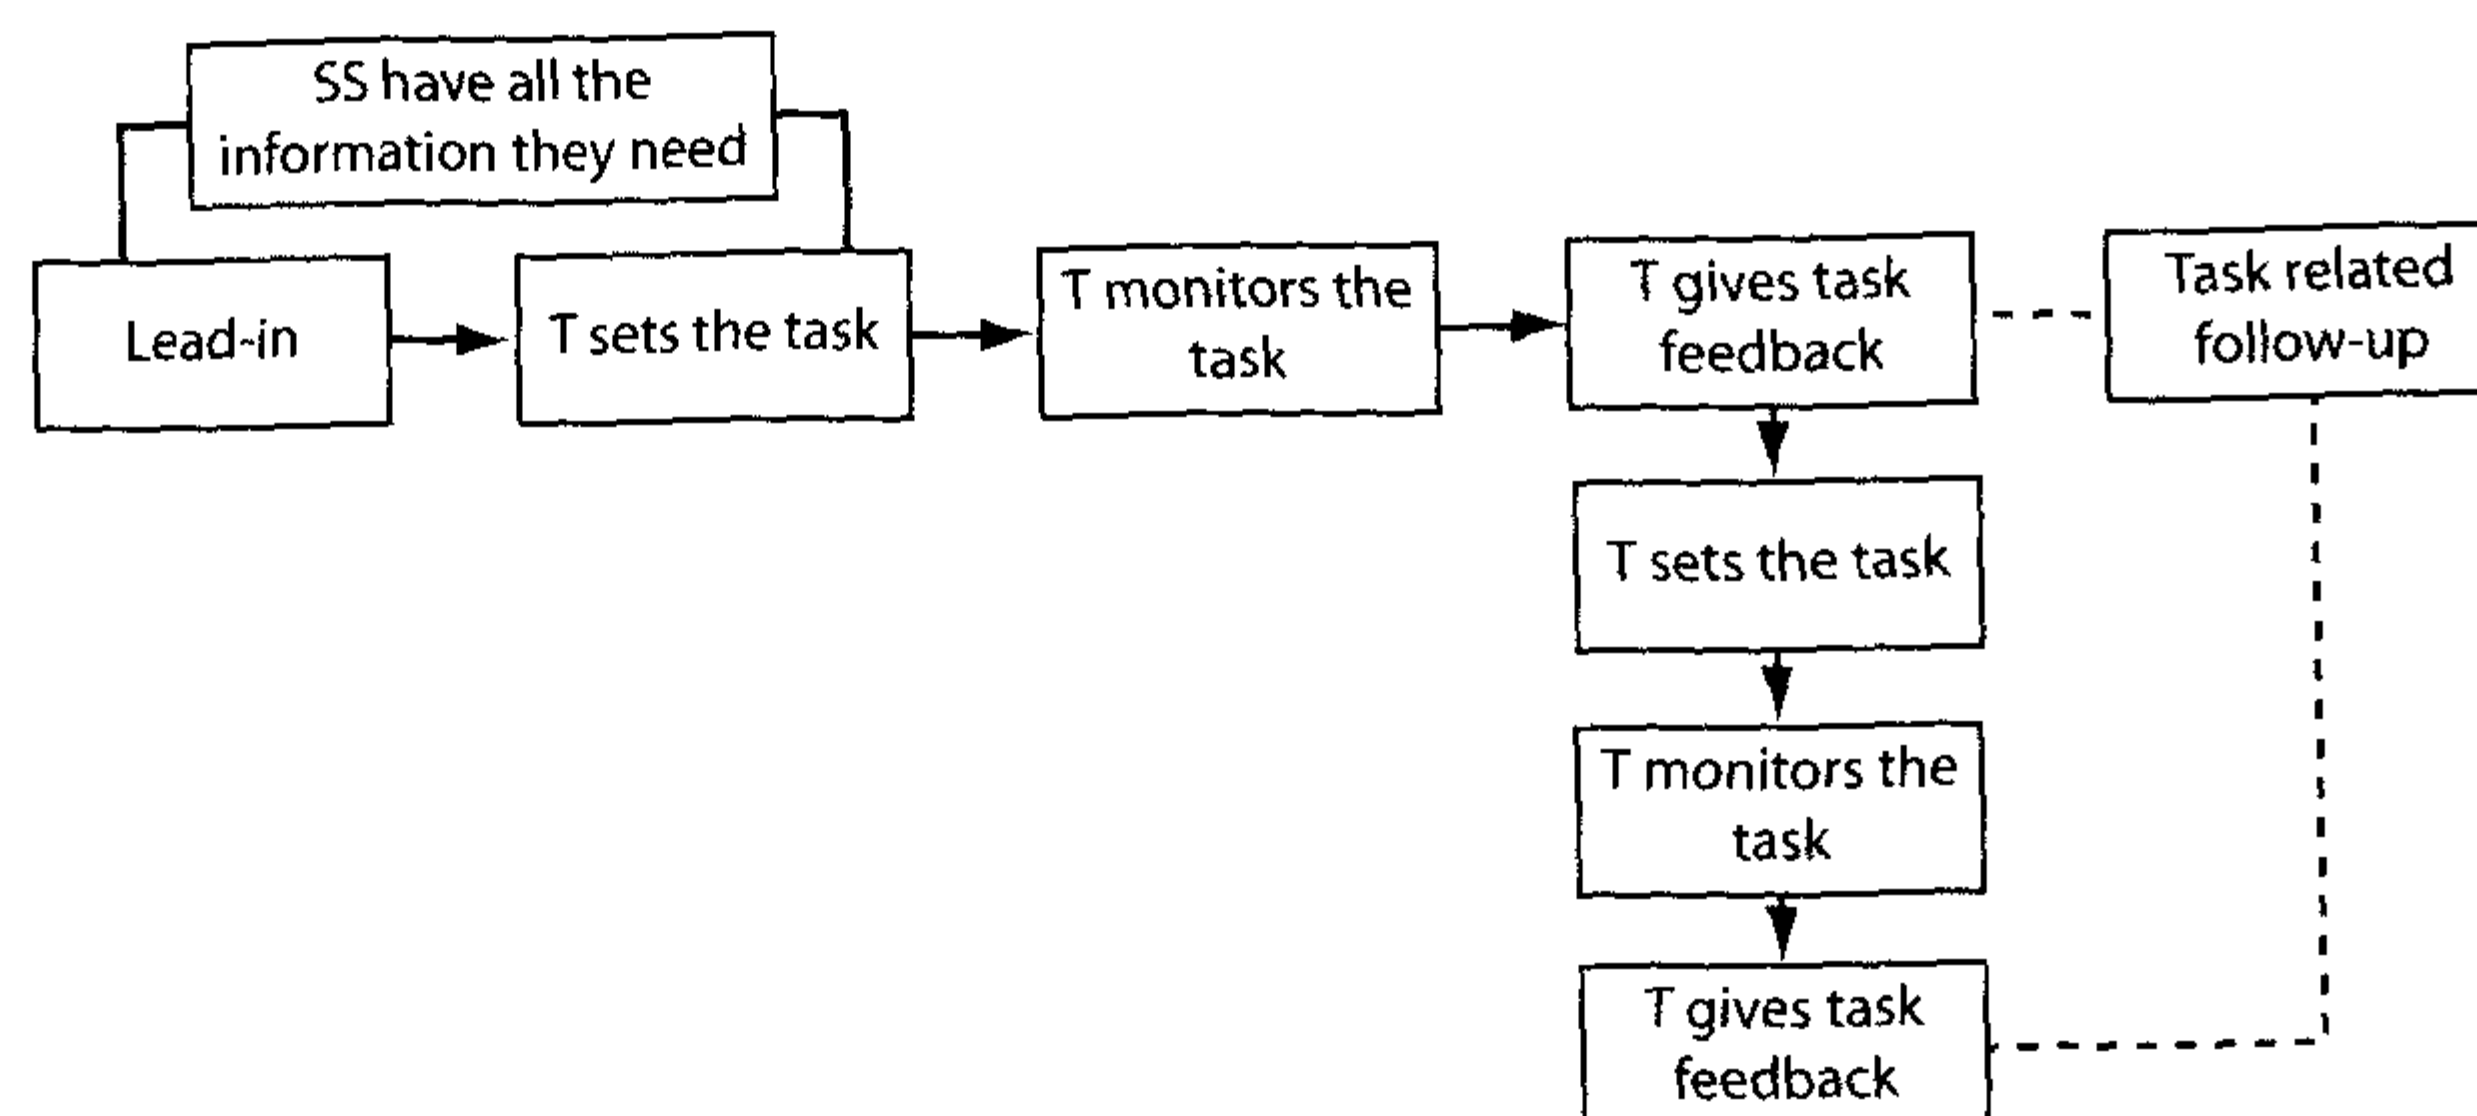 SS have all the
information they need
Lead-in
T sets the task
T monitors the
task
T gives task
feedback
Task related
follow-up
T sets the task
T monitors the
task
T gives task
feedback